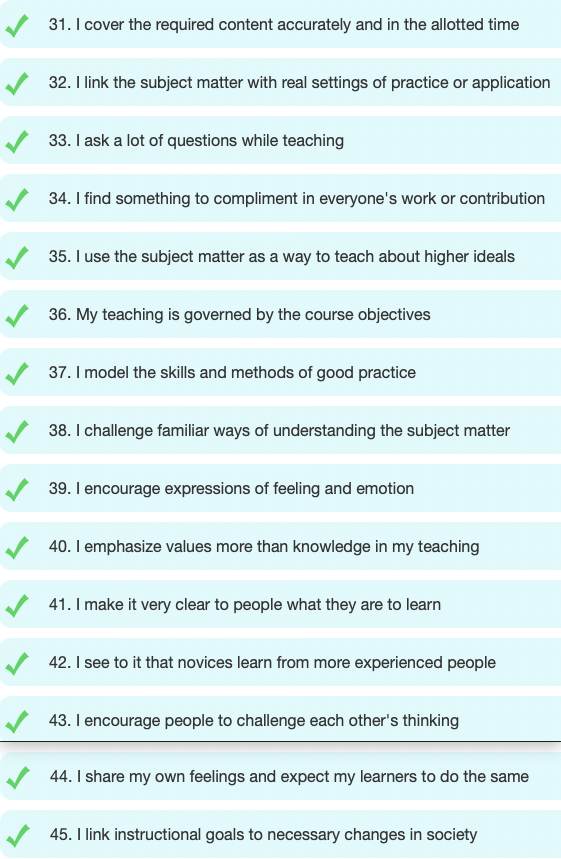 31. I cover the required content accurately and in the allotted time
32. I link the subject matter with real settings of practice or application
33. I ask a lot of questions while teaching
34. I find something to compliment in everyone's work or contribution
35. I use the subject matter as a way to teach about higher ideals
36. My teaching is governed by the course objectives
37. I model the skills and methods of good practice
38. I challenge familiar ways of understanding the subject matter
39. I encourage expressions of feeling and emotion
40. I emphasize values more than knowledge in my teaching
41. I make it very clear to people what they are to learn
42. I see to it that novices learn from more experienced people
43. I encourage people to challenge each other's thinking
44. I share my own feelings and expect my learners to do the same
45. I link instructional goals to necessary changes in society